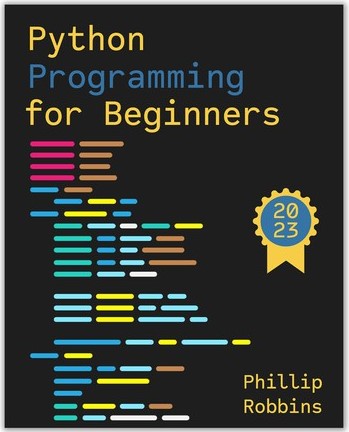 Python
Programming
for Beginners
20
23
Phillip
Robbins